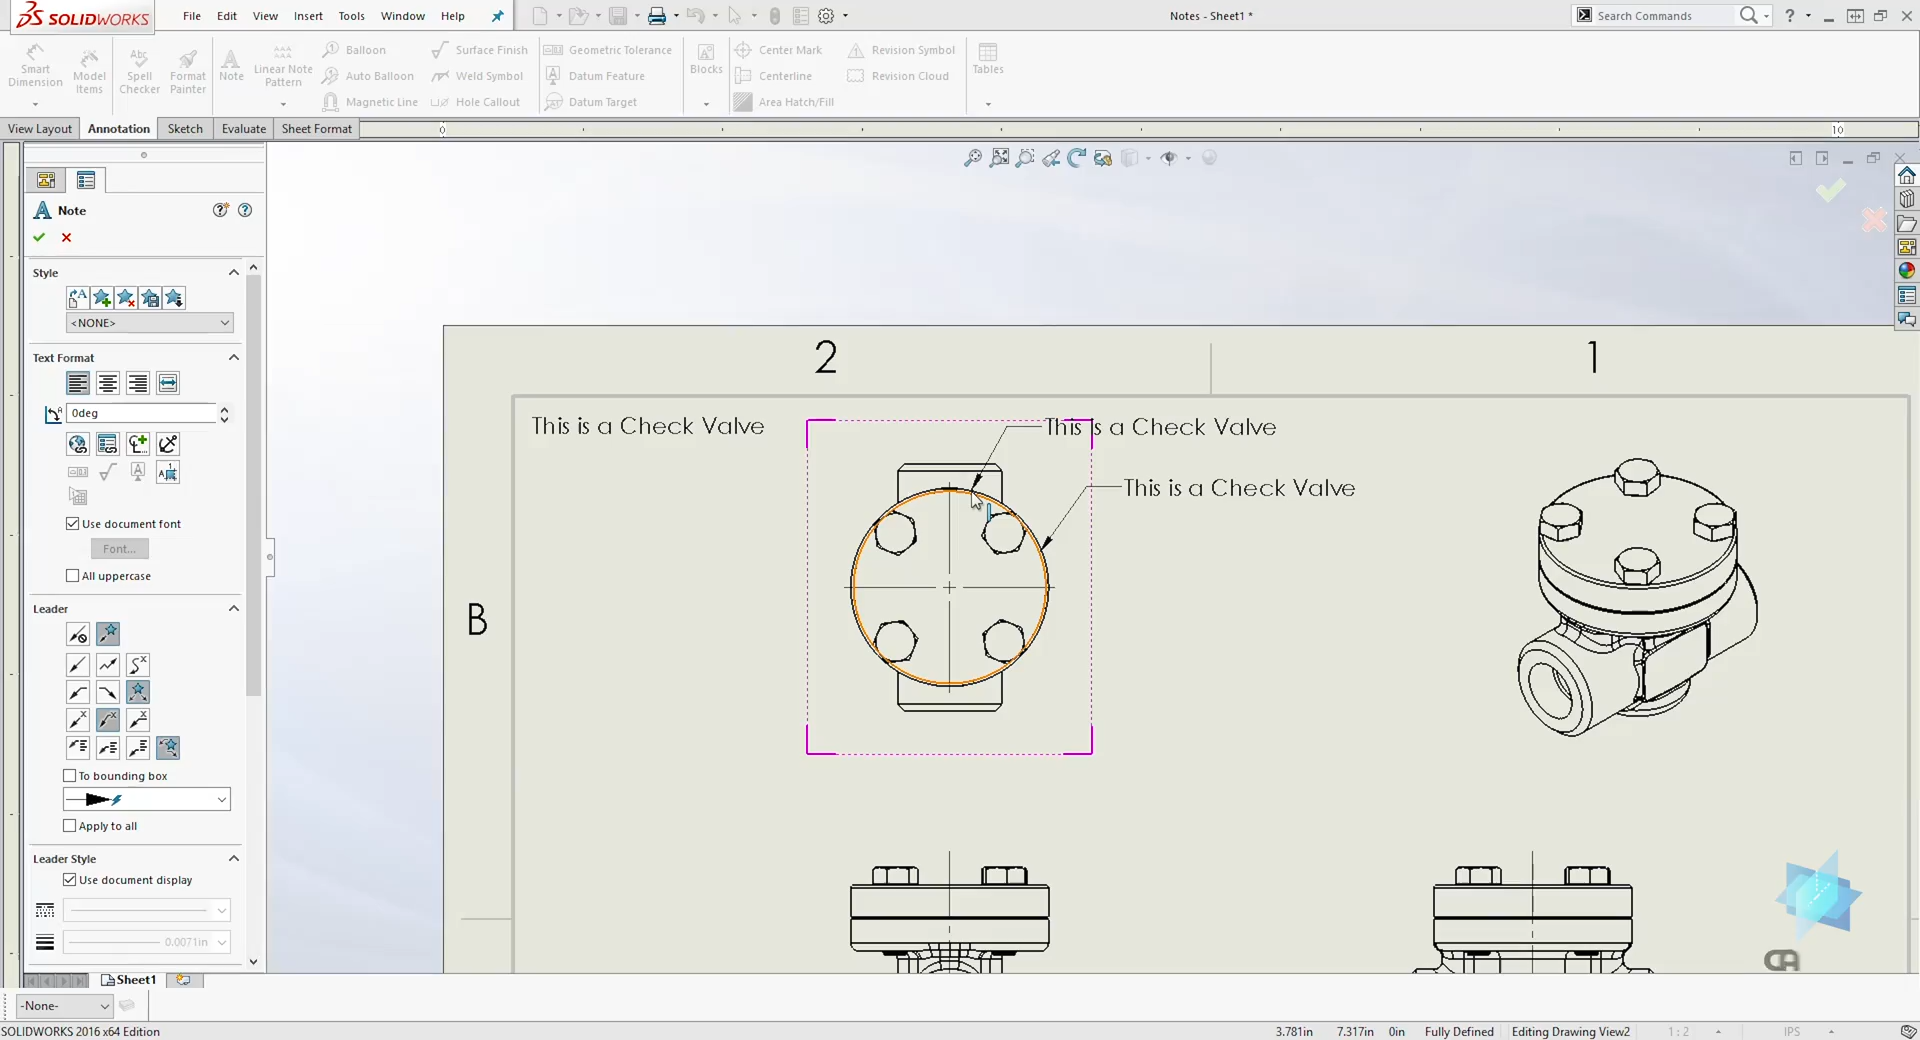 SOLIDWORKS
File Edit View Insert Tools Window Help
Notes - Sheet1 *
Search Commands
Smart Dimension
Model Items
Spell Checker
Format Painter
Note
Linear Note Pattern
Balloon
Auto Balloon
Magnetic Line
Surface Finish
Weld Symbol
Hole Callout
Geometric Tolerance
Datum Feature
Datum Target
Blocks
Center Mark
Centerline
Area Hatch/Fill
Revision Symbol
Revision Cloud
Tables
View Layout Annotation Sketch Evaluate Sheet Format
0
10
Note
Style
<NONE>
Text Format
0deg
Use document font
Font...
All uppercase
Leader
To bounding box
Apply to all
Leader Style
Use document display
0.0071in
2
1
This is a Check Valve
This is a Check Valve
This is a Check Valve
B
Sheet1
-None-
SOLIDWORKS 2016 x64 Edition
3.781in 7.317in 0in Fully Defined Editing Drawing View2 1 : 2 IPS